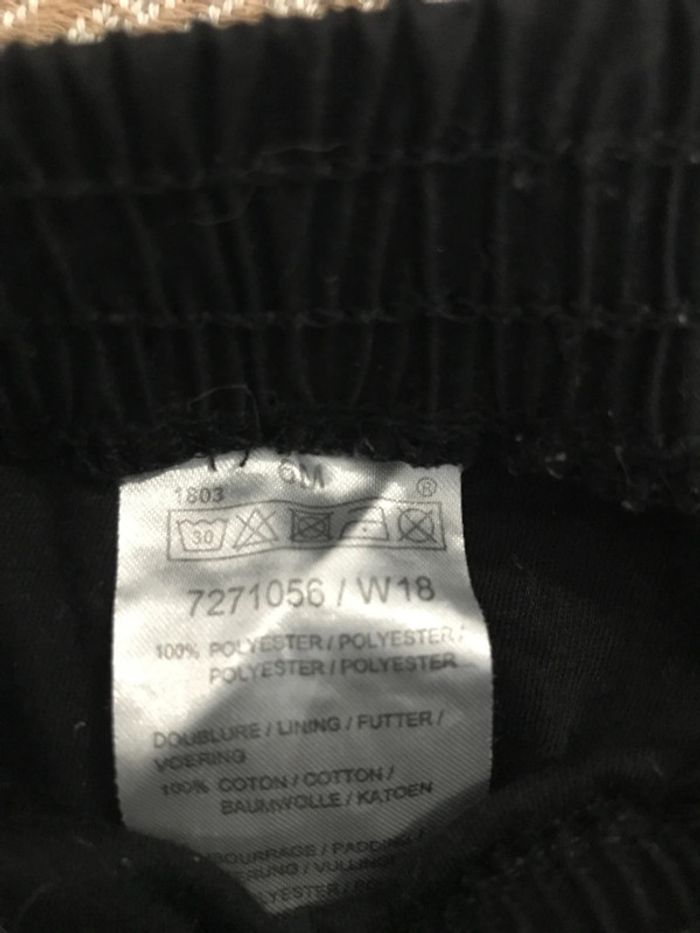 6M
1803 ®
30
7271056 / W18
100% POLYESTER / POLYESTER /
POLYESTER / POLYESTER
DOUBLURE / LINING / FUTTER /
VOERING
100% COTON / COTTON /
BAUMWOLLE / KATOEN